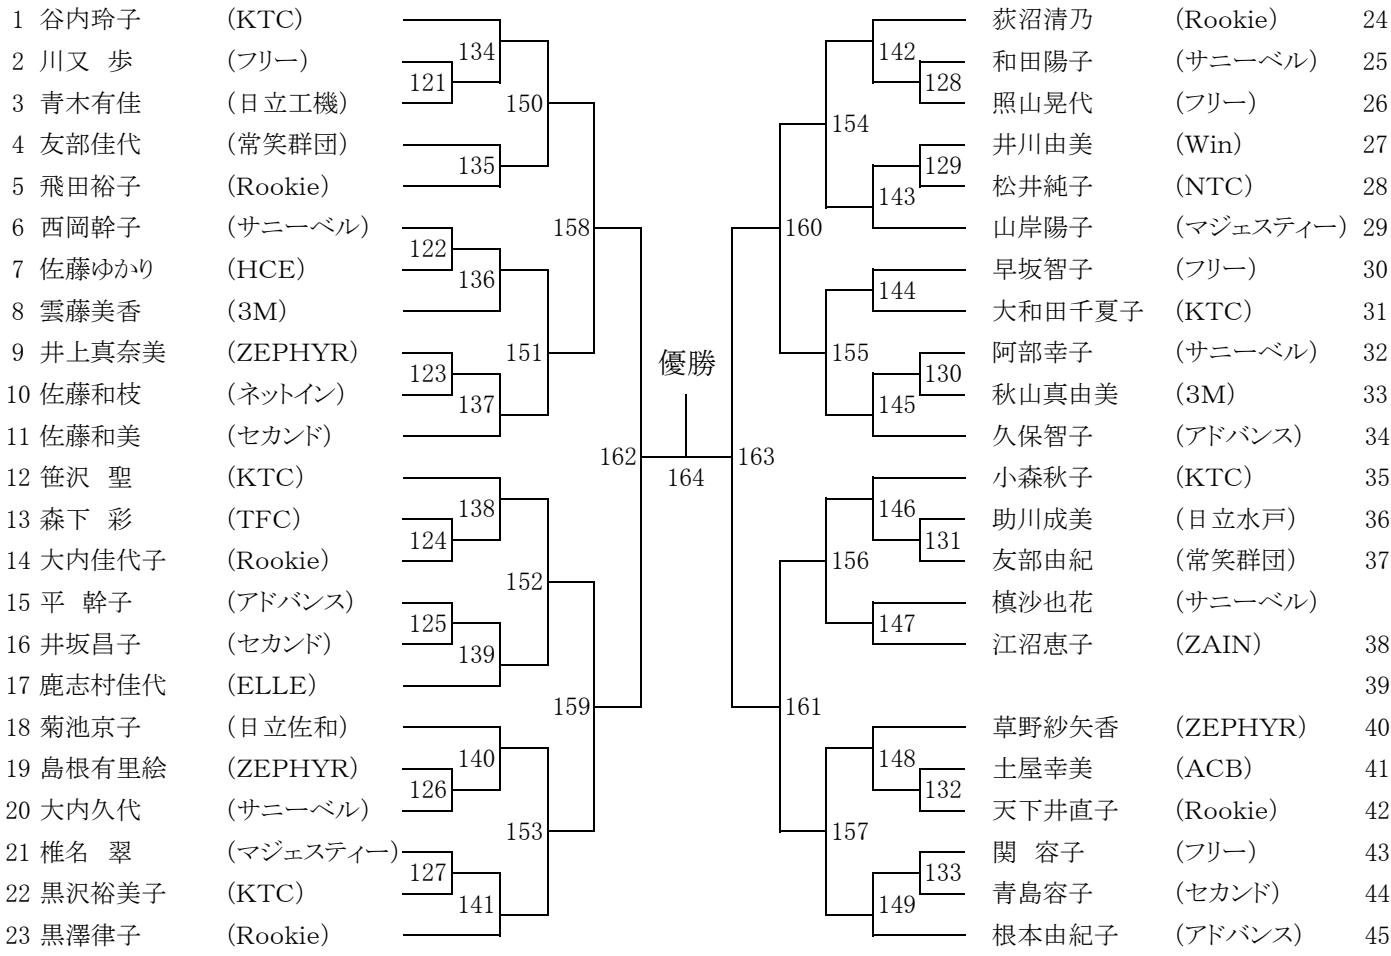 1 谷内玲子 (KTC)
134
2 川又 歩 (フリー)
121
3 青木有佳 (日立工機)
150
4 友部佳代 (常笑群団)
135
5 飛田裕子 (Rookie)
6 西岡幹子 (サニーベル)
122
158
7 佐藤ゆかり (HCE)
136
8 雲藤美香 (3M)
9 井上真奈美 (ZEPHYR)
151
123
10 佐藤和枝 (ネットイン)
137
11 佐藤和美 (セカンド)
162
12 笹沢 聖 (KTC)
138
13 森下 彩 (TFC)
124
14 大内佳代子 (Rookie)
152
15 平 幹子 (アドバンス)
125
16 井坂昌子 (セカンド)
139
17 鹿志村佳代 (ELLE)
159
18 菊池京子 (日立佐和)
140
19 島根有里絵 (ZEPHYR)
126
20 大内久代 (サニーベル)
153
21 椎名 翠 (マジェスティー)
127
22 黒沢裕美子 (KTC)
141
23 黒澤律子 (Rookie)
優勝
164
荻沼清乃 (Rookie) 24
142
和田陽子 (サニーベル) 25
128
照山晃代 (フリー) 26
154
井川由美 (Win) 27
129
松井純子 (NTC) 28
143
山岸陽子 (マジェスティー) 29
160
早坂智子 (フリー) 30
144
大和田千夏子 (KTC) 31
155
阿部幸子 (サニーベル) 32
130
秋山真由美 (3M) 33
145
久保智子 (アドバンス) 34
163
小森秋子 (KTC) 35
146
助川成美 (日立水戸) 36
131
友部由紀 (常笑群団) 37
156
槙沙也花 (サニーベル)
147
江沼恵子 (ZAIN) 38
39
161
草野紗矢香 (ZEPHYR) 40
148
土屋幸美 (ACB) 41
132
天下井直子 (Rookie) 42
157
関 容子 (フリー) 43
133
青島容子 (セカンド) 44
149
根本由紀子 (アドバンス) 45